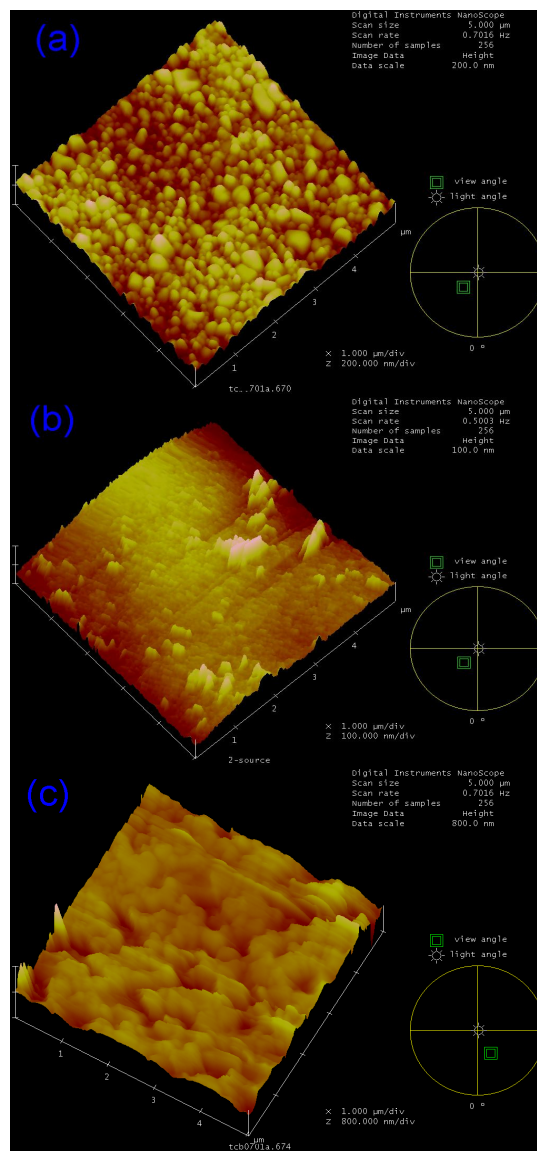 (a)
Digital Instruments NanoScope
Scan size 5.000 µm
Scan rate 0.7016 Hz
Number of samples 256
Image Data Height
Data scale 200.0 nm
view angle
light angle
0 º
µm
4
3
2
1
X 1.000 µm/div
Z 200.000 nm/div
tc_.701a.670
(b)
Digital Instruments NanoScope
Scan size 5.000 µm
Scan rate 0.5003 Hz
Number of samples 256
Image Data Height
Data scale 100.0 nm
view angle
light angle
0 º
µm
4
3
2
1
X 1.000 µm/div
Z 100.000 nm/div
2-source
(c)
Digital Instruments NanoScope
Scan size 5.000 µm
Scan rate 0.7016 Hz
Number of samples 256
Image Data Height
Data scale 800.0 nm
view angle
light angle
0 º
1
2
3
4
µm
X 1.000 µm/div
Z 800.000 nm/div
tcb0701a.674